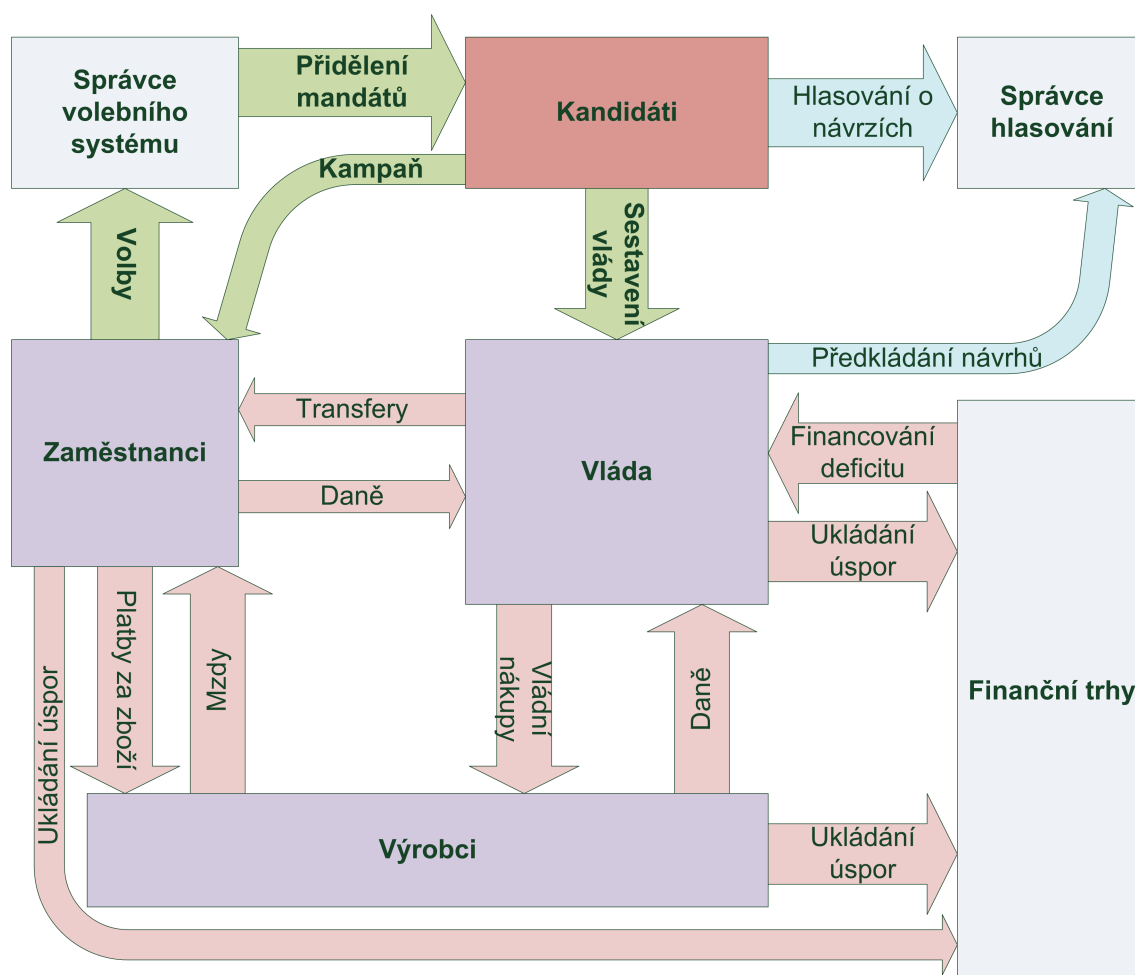 Správce
volebního
systému
Přidělení
mandátů
Kandidáti
Hlasování o
návrzích
Správce
hlasování
Kampaň
Volby
Sestavení
vlády
Předkládání návrhů
Zaměstnanci
Transfery
Daně
Vláda
Financování
deficitu
Ukládání
úspor
Finanční trhy
Ukládání úspor
Platby za zboží
Mzdy
Vládní
nákupy
Daně
Výrobci
Ukládání
úspor